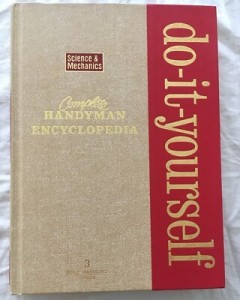 Science &
Mechanics
Complete
HANDYMAN
ENCYCLOPEDIA
do-it-yourself
3